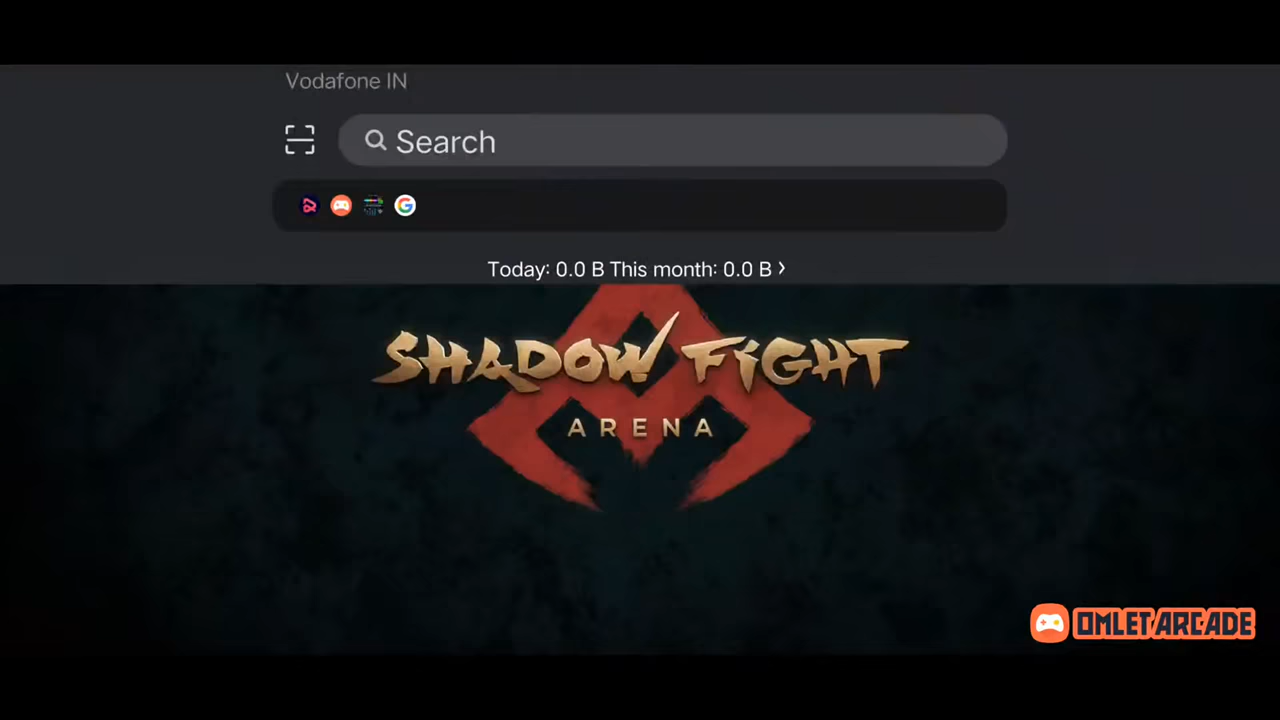 Vodafone IN
Search
Today: 0.0 B This month: 0.0 B
SHADOW FIGHT
ARENA
OMLET ARCADE